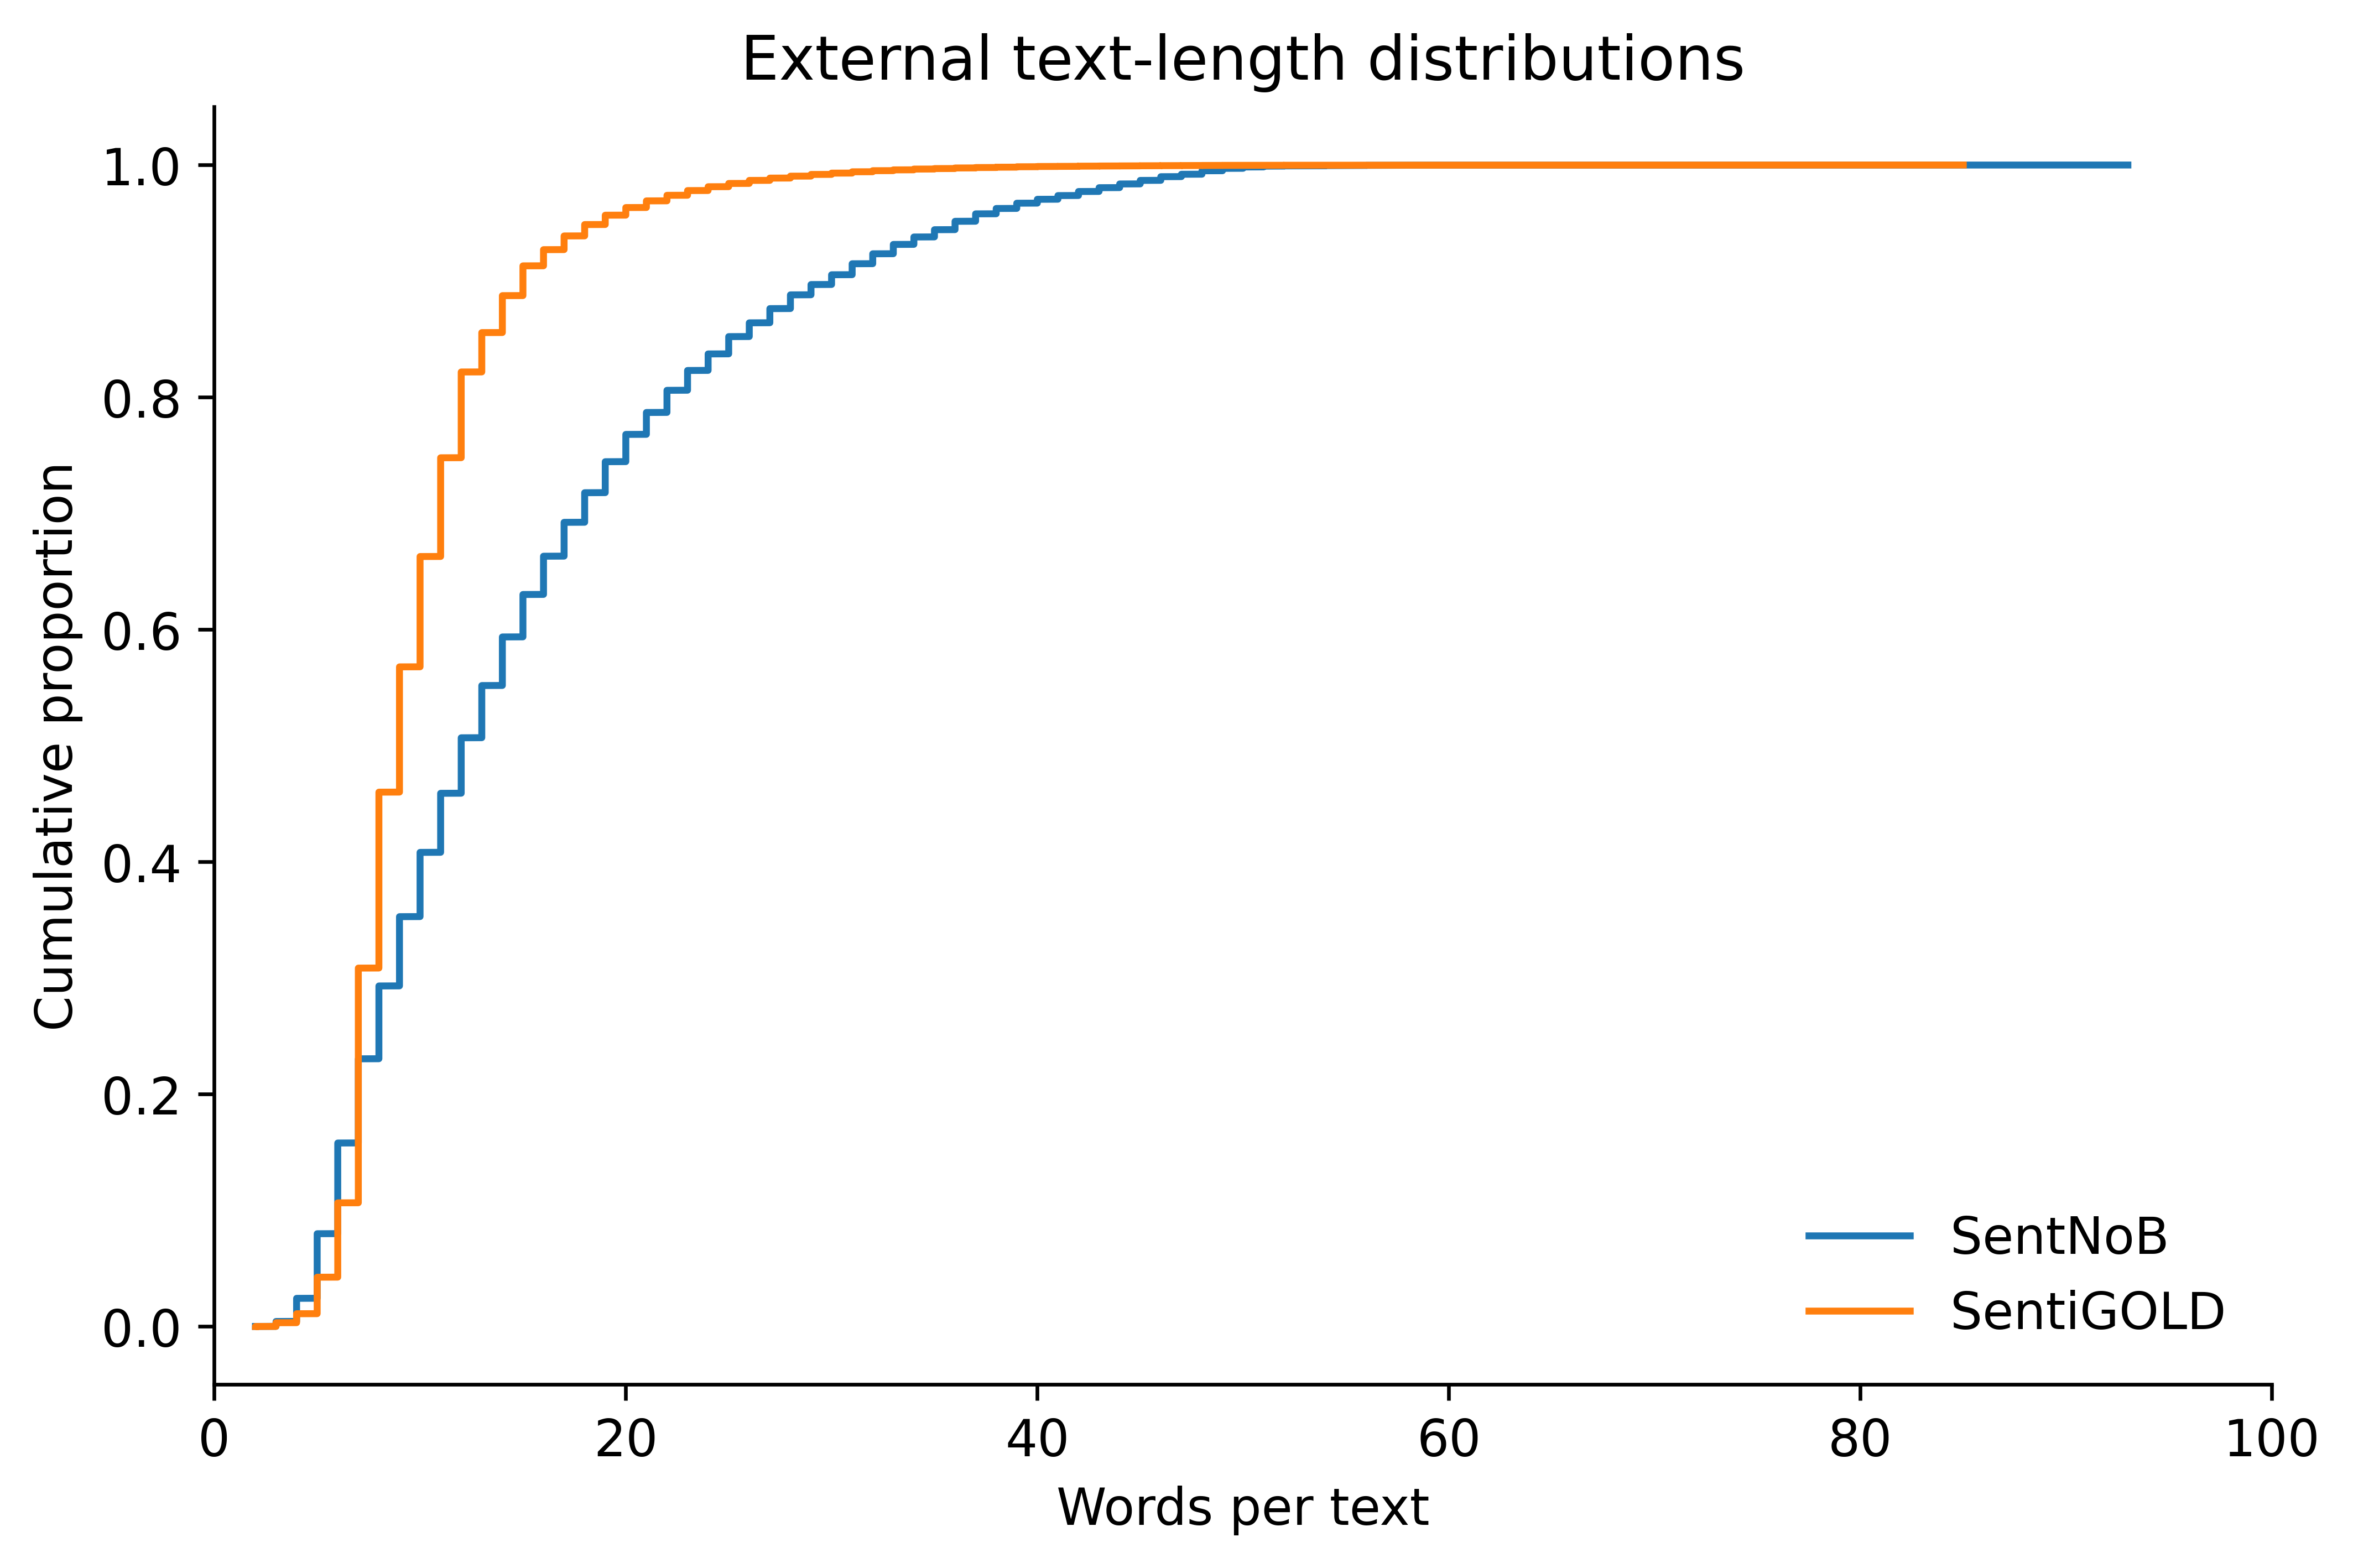 External text-length distributions
1.0
0.8
0.6
0.4
0.2
0.0
Cumulative proportion
SentNoB
SentiGOLD
0 20 40 60 80 100
Words per text